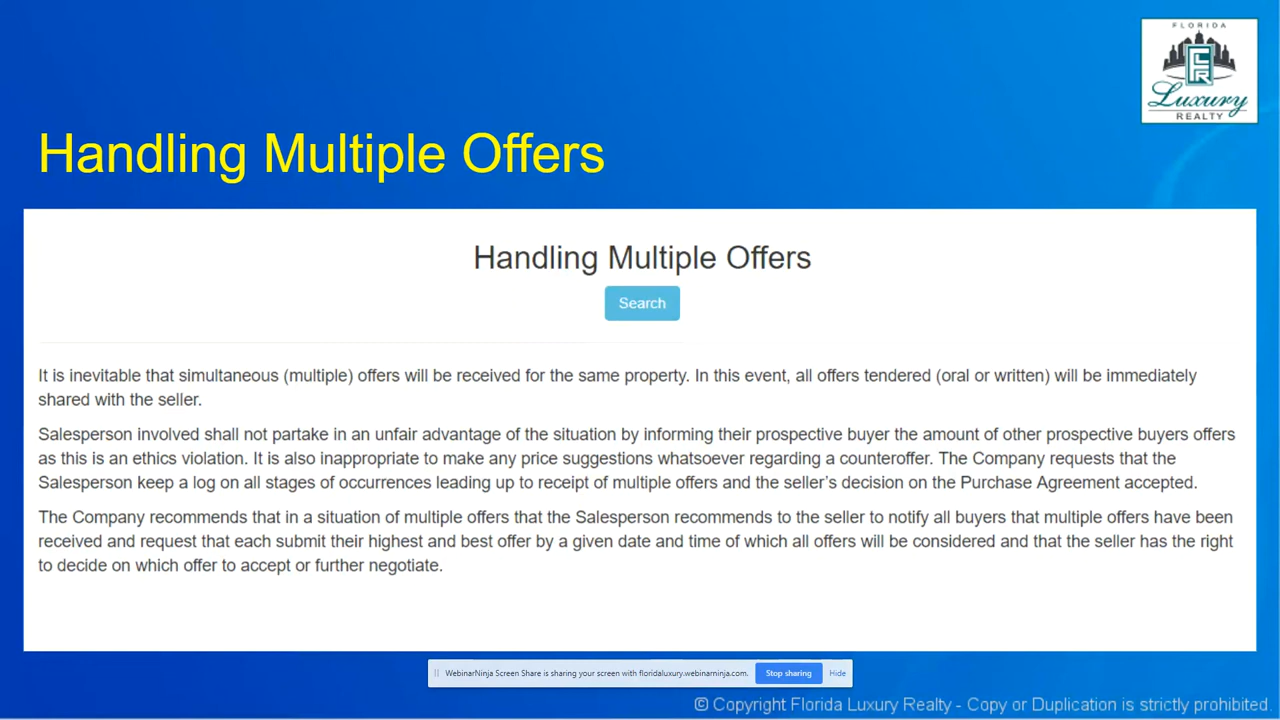 FLORIDA
FLR
Luxury
REALTY
Handling Multiple Offers
Handling Multiple Offers
Search
It is inevitable that simultaneous (multiple) offers will be received for the same property. In this event, all offers tendered (oral or written) will be immediately
shared with the seller.
Salesperson involved shall not partake in an unfair advantage of the situation by informing their prospective buyer the amount of other prospective buyers offers
as this is an ethics violation. It is also inappropriate to make any price suggestions whatsoever regarding a counteroffer. The Company requests that the
Salesperson keep a log on all stages of occurrences leading up to receipt of multiple offers and the seller's decision on the Purchase Agreement accepted.
The Company recommends that in a situation of multiple offers that the Salesperson recommends to the seller to notify all buyers that multiple offers have been
received and request that each submit their highest and best offer by a given date and time of which all offers will be considered and that the seller has the right
to decide on which offer to accept or further negotiate.
WebinarNinja Screen Share is sharing your screen with floridaluxury.webinarninja.com. Stop sharing Hide
© Copyright Florida Luxury Realty - Copy or Duplication is strictly prohibited.